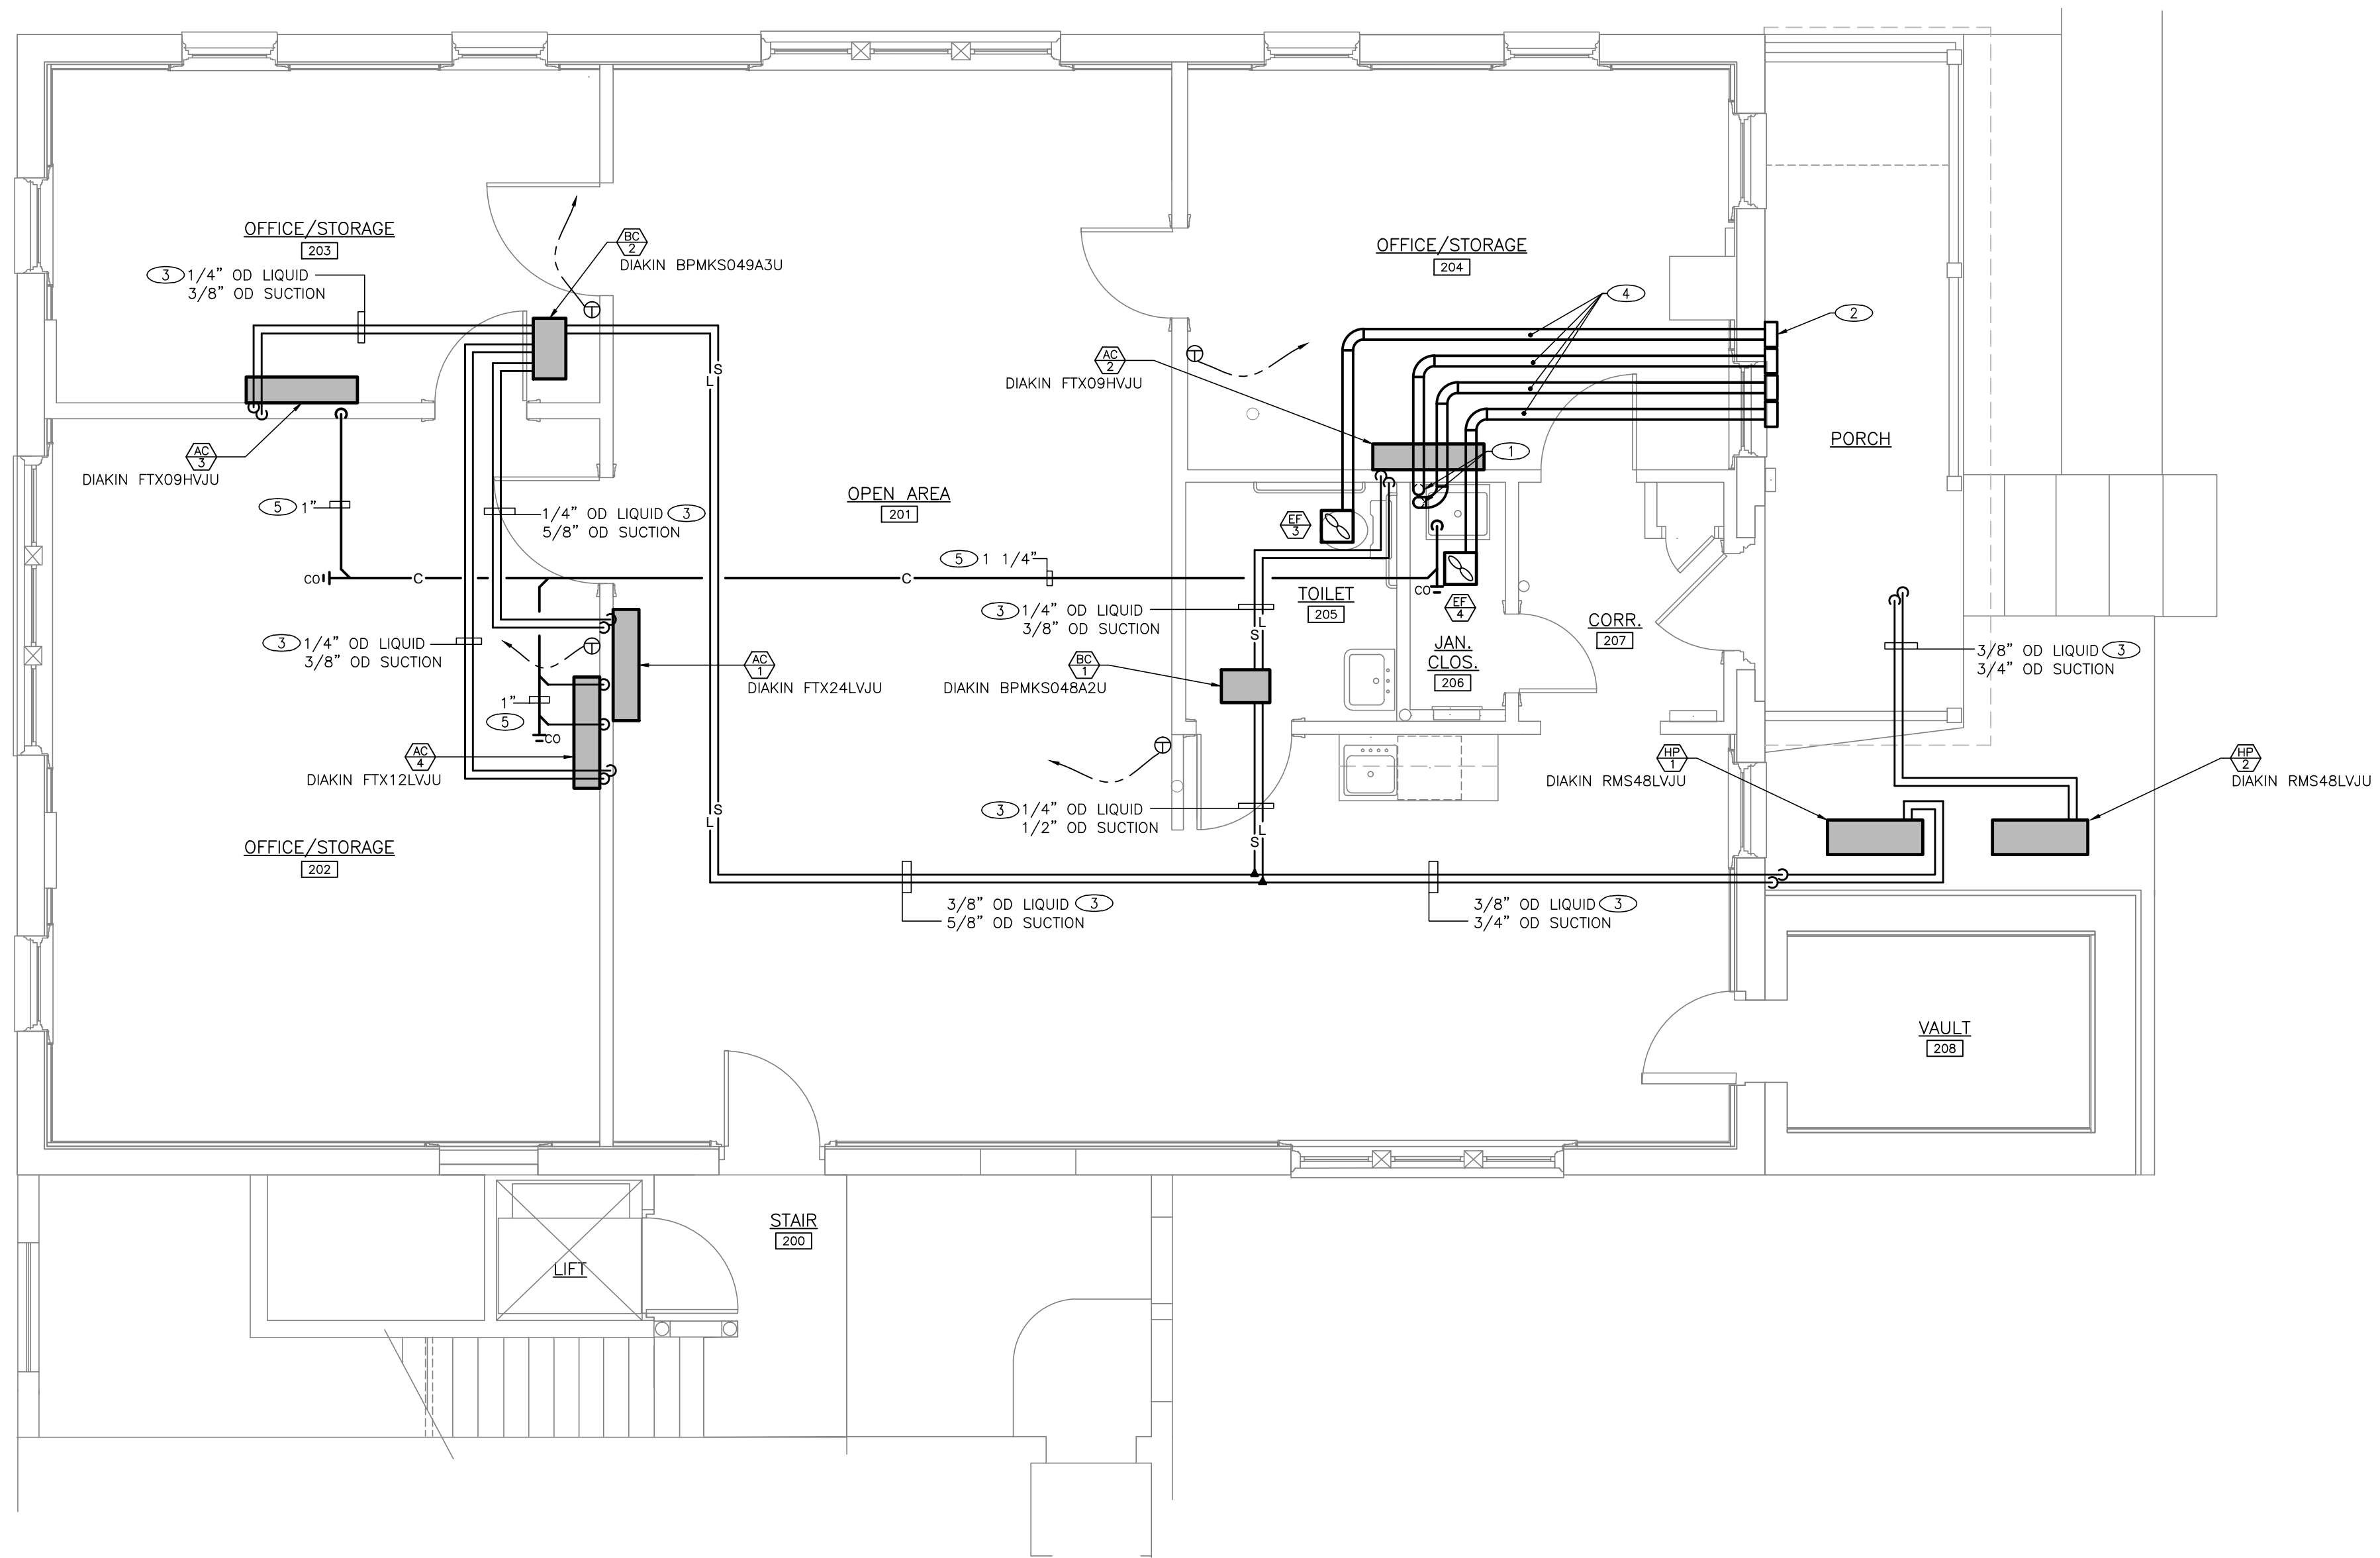 OFFICE/STORAGE
203
3 1/4" OD LIQUID
3/8" OD SUCTION
BC
2
DIAKIN BPMKS049A3U
OFFICE/STORAGE
204
4
2
AC
2
DIAKIN FTX09HVJU
S
L
1
PORCH
AC
3
DIAKIN FTX09HVJU
5 1"
OPEN AREA
201
1/4" OD LIQUID 3
5/8" OD SUCTION
EF
3
5 1 1/4"
CO
C
C
CO
TOILET
205
EF
4
3 1/4" OD LIQUID
3/8" OD SUCTION
L
S
CORR.
207
JAN.
CLOS.
206
3 1/4" OD LIQUID
3/8" OD SUCTION
AC
1
DIAKIN FTX24LVJU
BC
1
DIAKIN BPMKS048A2U
3/8" OD LIQUID 3
3/4" OD SUCTION
1"
5
CO
AC
4
DIAKIN FTX12LVJU
HP
1
DIAKIN RMS48LVJU
HP
2
DIAKIN RMS48LVJU
S
L
3 1/4" OD LIQUID
1/2" OD SUCTION
L
S
OFFICE/STORAGE
202
3/8" OD LIQUID 3
5/8" OD SUCTION
3/8" OD LIQUID 3
3/4" OD SUCTION
VAULT
208
STAIR
200
LIFT